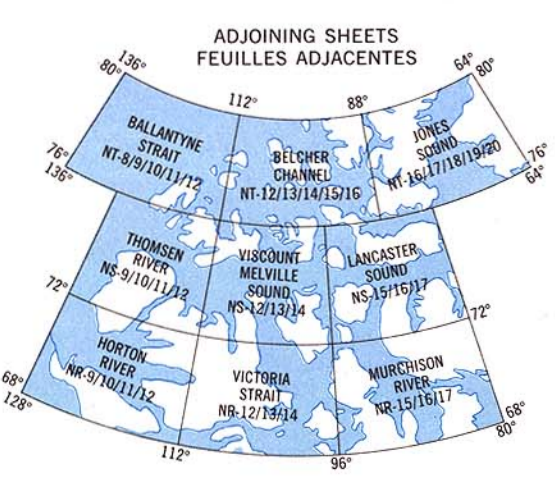 ADJOINING SHEETS
FEUILLES ADJACENTES
136°
80°
112°
88°
64°
80°
BALLANTYNE
STRAIT
NT-8/9/10/11/12
BELCHER
CHANNEL
NT-12/13/14/15/16
JONES
SOUND
NT-16/17/18/19/20
76°
136°
76°
64°
THOMSEN
RIVER
NS-9/10/11/12
VISCOUNT
MELVILLE
SOUND
NS-12/13/14
LANCASTER
SOUND
NS-15/16/17
72°
72°
HORTON
RIVER
NR-9/10/11/12
VICTORIA
STRAIT
NR-12/13/14
MURCHISON
RIVER
NR-15/16/17
68°
128°
112°
96°
68°
80°